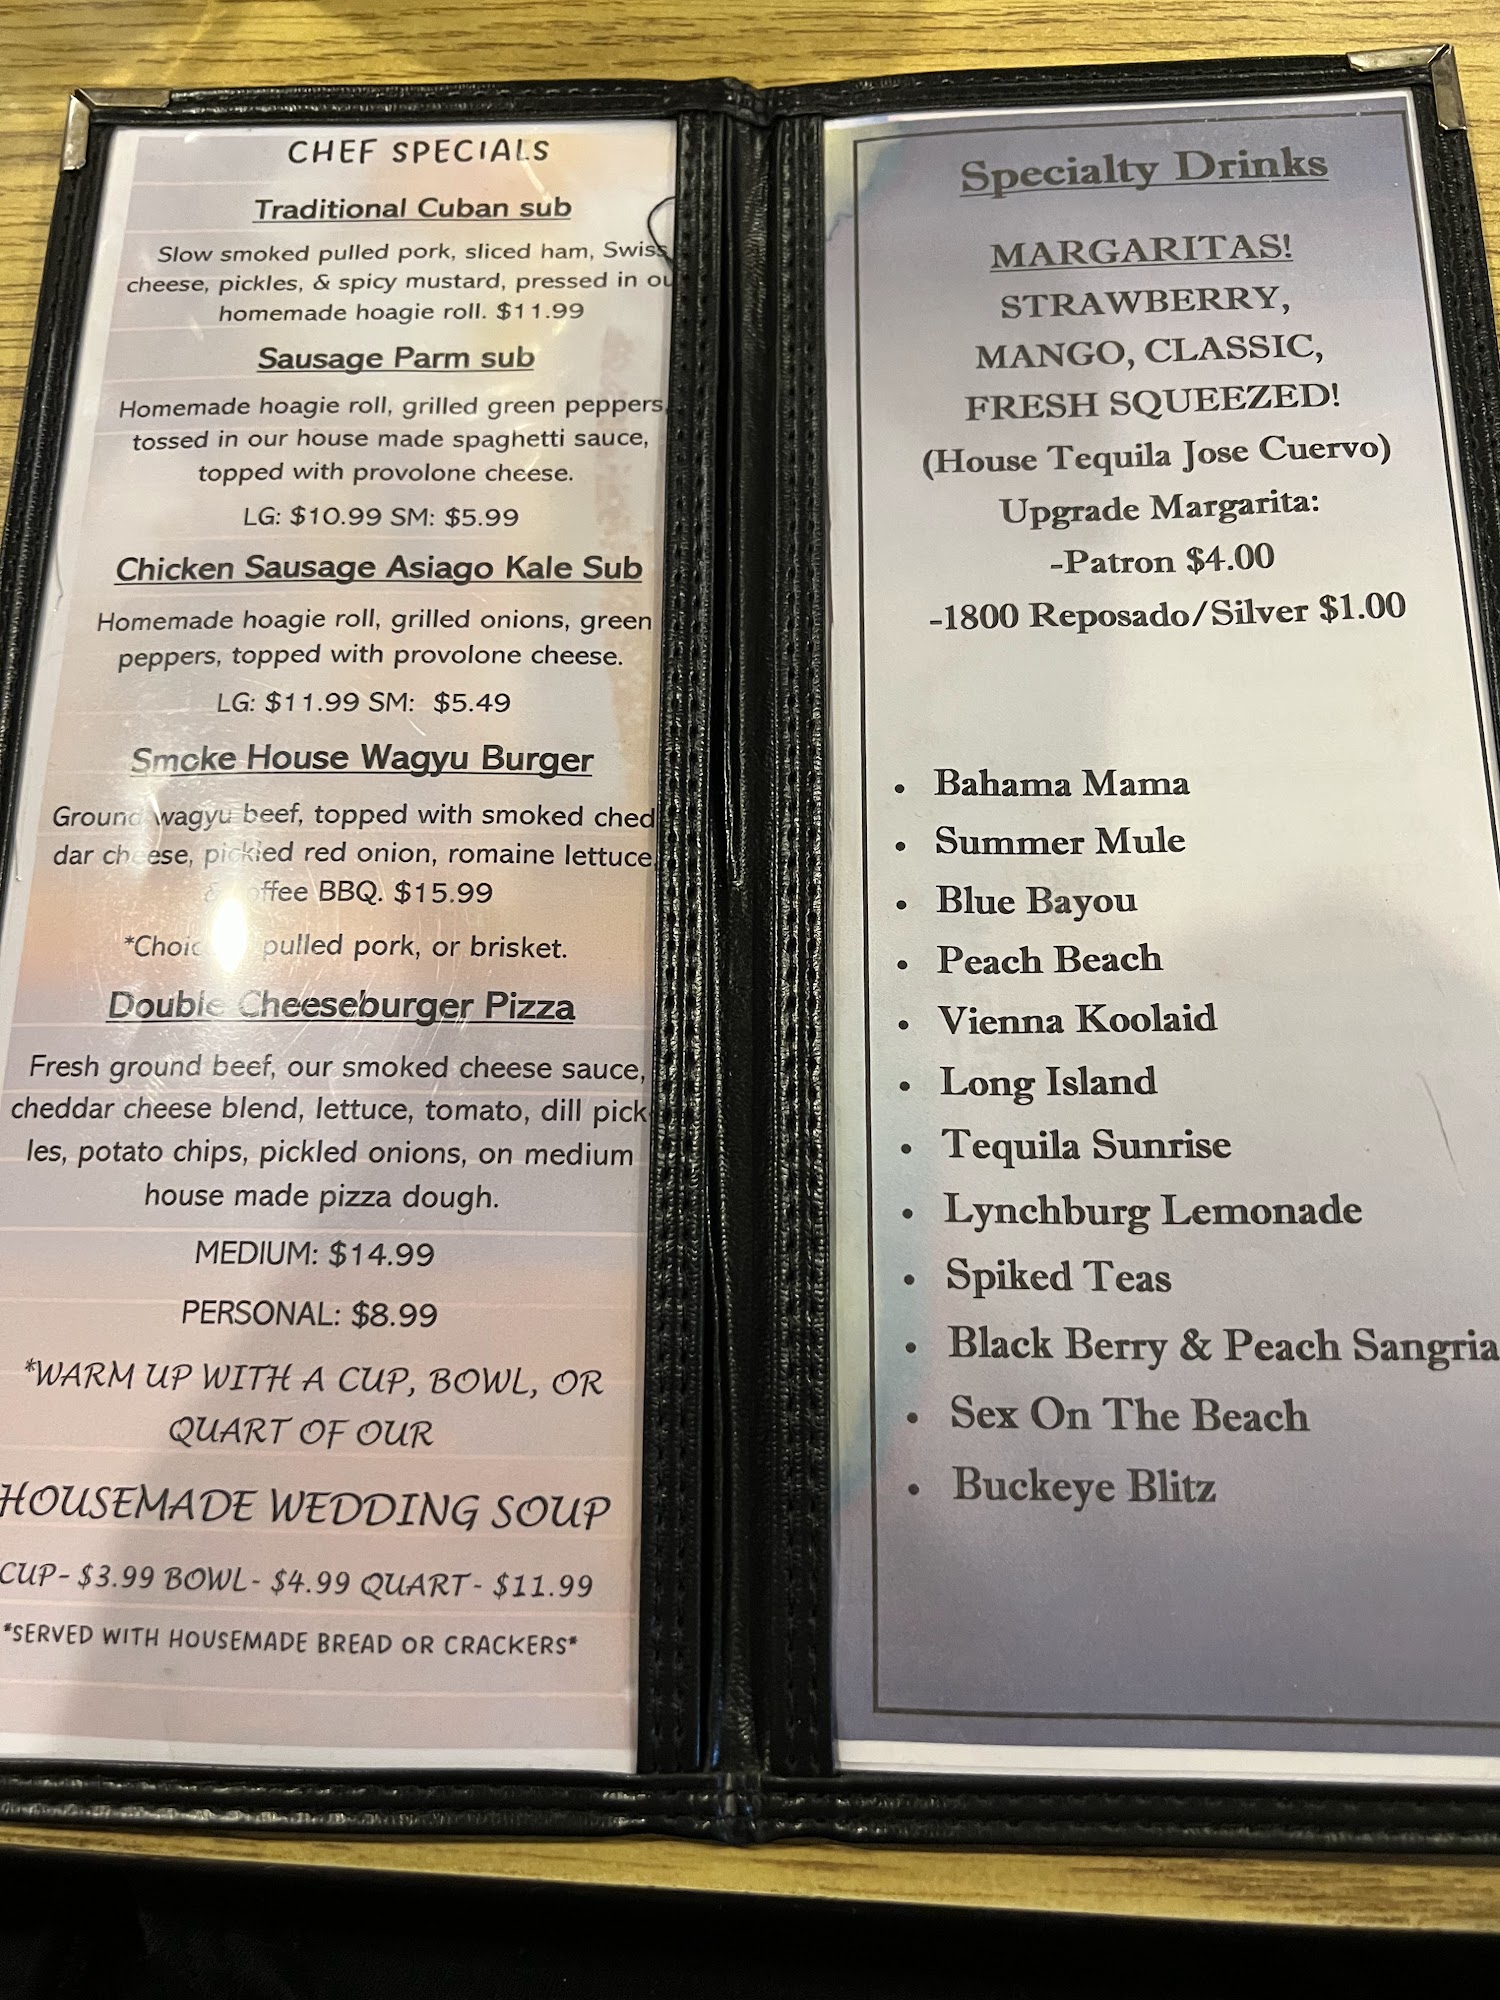 CHEF SPECIALS
Traditional Cuban sub
Slow smoked pulled pork, sliced ham, Swiss
cheese, pickles, & spicy mustard, pressed in
homemade hoagie roll. $11.99
Sausage Parm sub
Homemade hoagie roll, grilled green peppers,
tossed in our house made spaghetti sauce,
topped with provolone cheese.
LG: $10.99 SM: $5.99
Chicken Sausage Asiago Kale Sub
Homemade hoagie roll, grilled onions, green
peppers, topped with provolone cheese.
LG: $11.99 SM: $5.49
Smoke House Wagyu Burger
Ground wagyu beef, topped with smoked ched
dar cheese, pickled red onion, romaine lettuce,
BBQ. $15.99
pulled pork, or brisket.
Double Cheeseburger Pizza
Fresh ground beef, our smoked cheese sauce,
cheddar cheese blend, lettuce, tomato, dill pick-
les, potato chips, pickled onions, on medium
house made pizza dough.
MEDIUM: $14.99
PERSONAL: $8.99
*WARM UP WITH A CUP, BOWL, OR
QUART OF OUR
HOUSEMADE WEDDING SOUP
CUP- $3.99 BOWL- $4.99 QUART- $11.99
*SERVED WITH HOUSEMADE BREAD OR CRACKERS*
Specialty Drinks
MARGARITAS!
STRAWBERRY,
MANGO, CLASSIC,
FRESH SQUEEZED!
(House Tequila Jose Cuervo)
Upgrade Margarita:
-Patron $4.00
-1800 Reposado/Silver $1.00
• Bahama Mama
• Summer Mule
• Blue Bayou
• Peach Beach
• Vienna Koolaid
• Long Island
• Tequila Sunrise
• Lynchburg Lemonade
• Spiked Teas
• Black Berry & Peach Sangria
• Sex On The Beach
• Buckeye Blitz